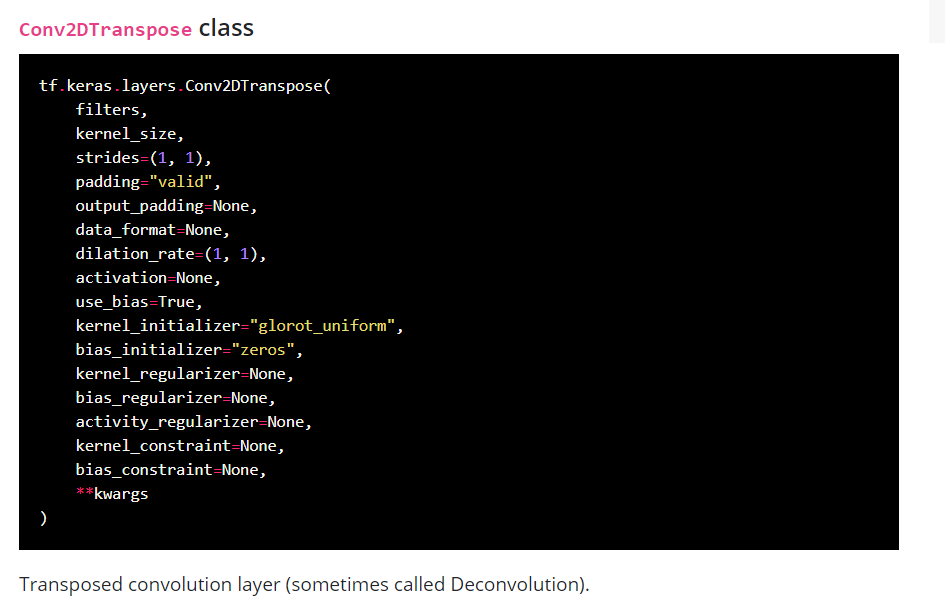 Conv2DTranspose class
tf.keras.layers.Conv2DTranspose(
    filters,
    kernel_size,
    strides=(1, 1),
    padding="valid",
    output_padding=None,
    data_format=None,
    dilation_rate=(1, 1),
    activation=None,
    use_bias=True,
    kernel_initializer="glorot_uniform",
    bias_initializer="zeros",
    kernel_regularizer=None,
    bias_regularizer=None,
    activity_regularizer=None,
    kernel_constraint=None,
    bias_constraint=None,
    **kwargs
)
Transposed convolution layer (sometimes called Deconvolution).